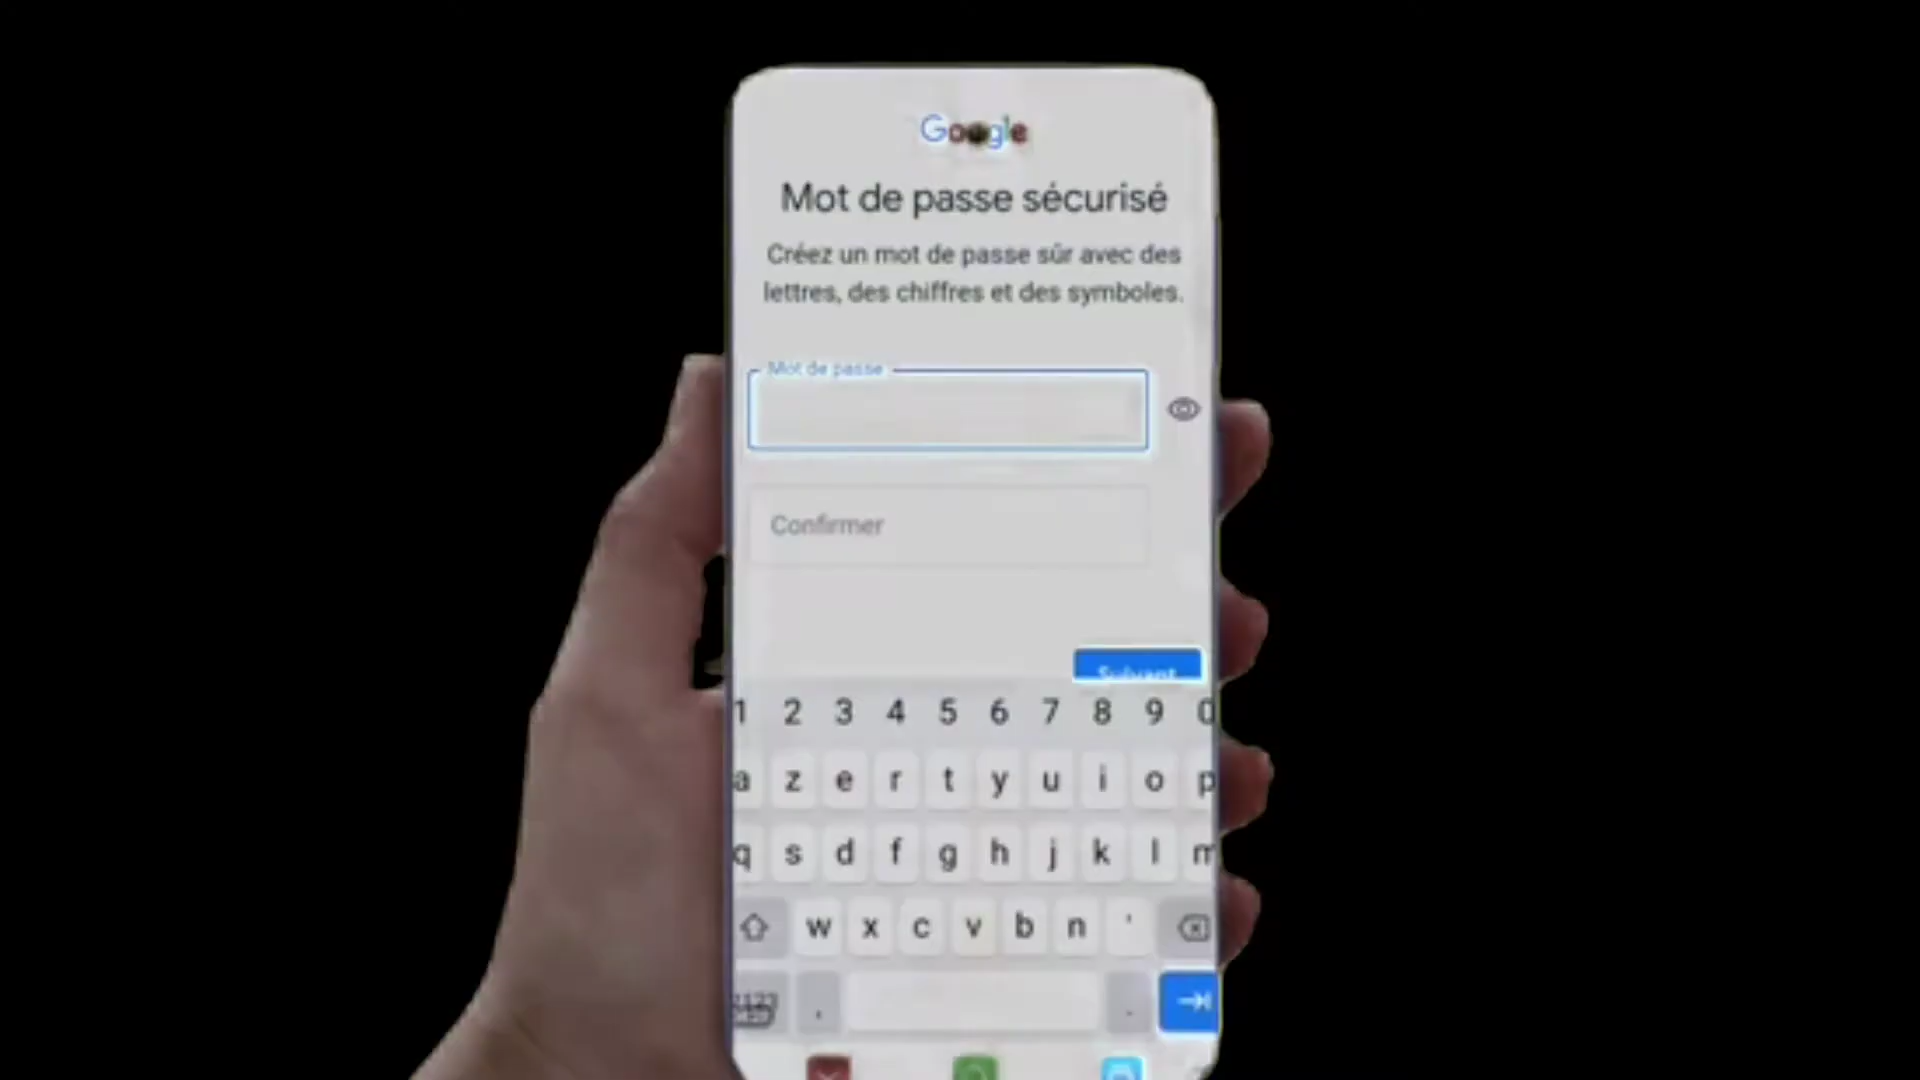 Google
Mot de passe sécurisé
Créez un mot de passe sûr avec des
lettres, des chiffres et des symboles.
Mot de passe
Confirmer
Suivant
1 2 3 4 5 6 7 8 9 0
a z e r t y u i o p
q s d f g h j k l m
w x c v b n '
, .